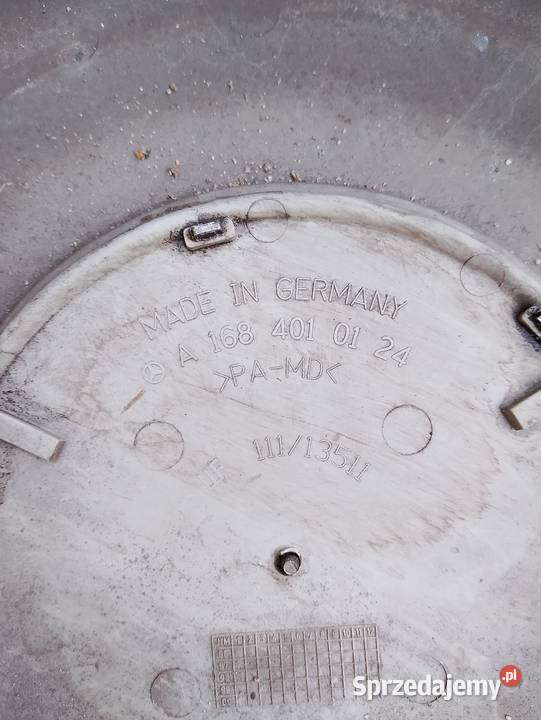 MADE IN GERMANY
A 168 401 01 24
>PA-MD<
111/13511
Sprzedajemy.pl